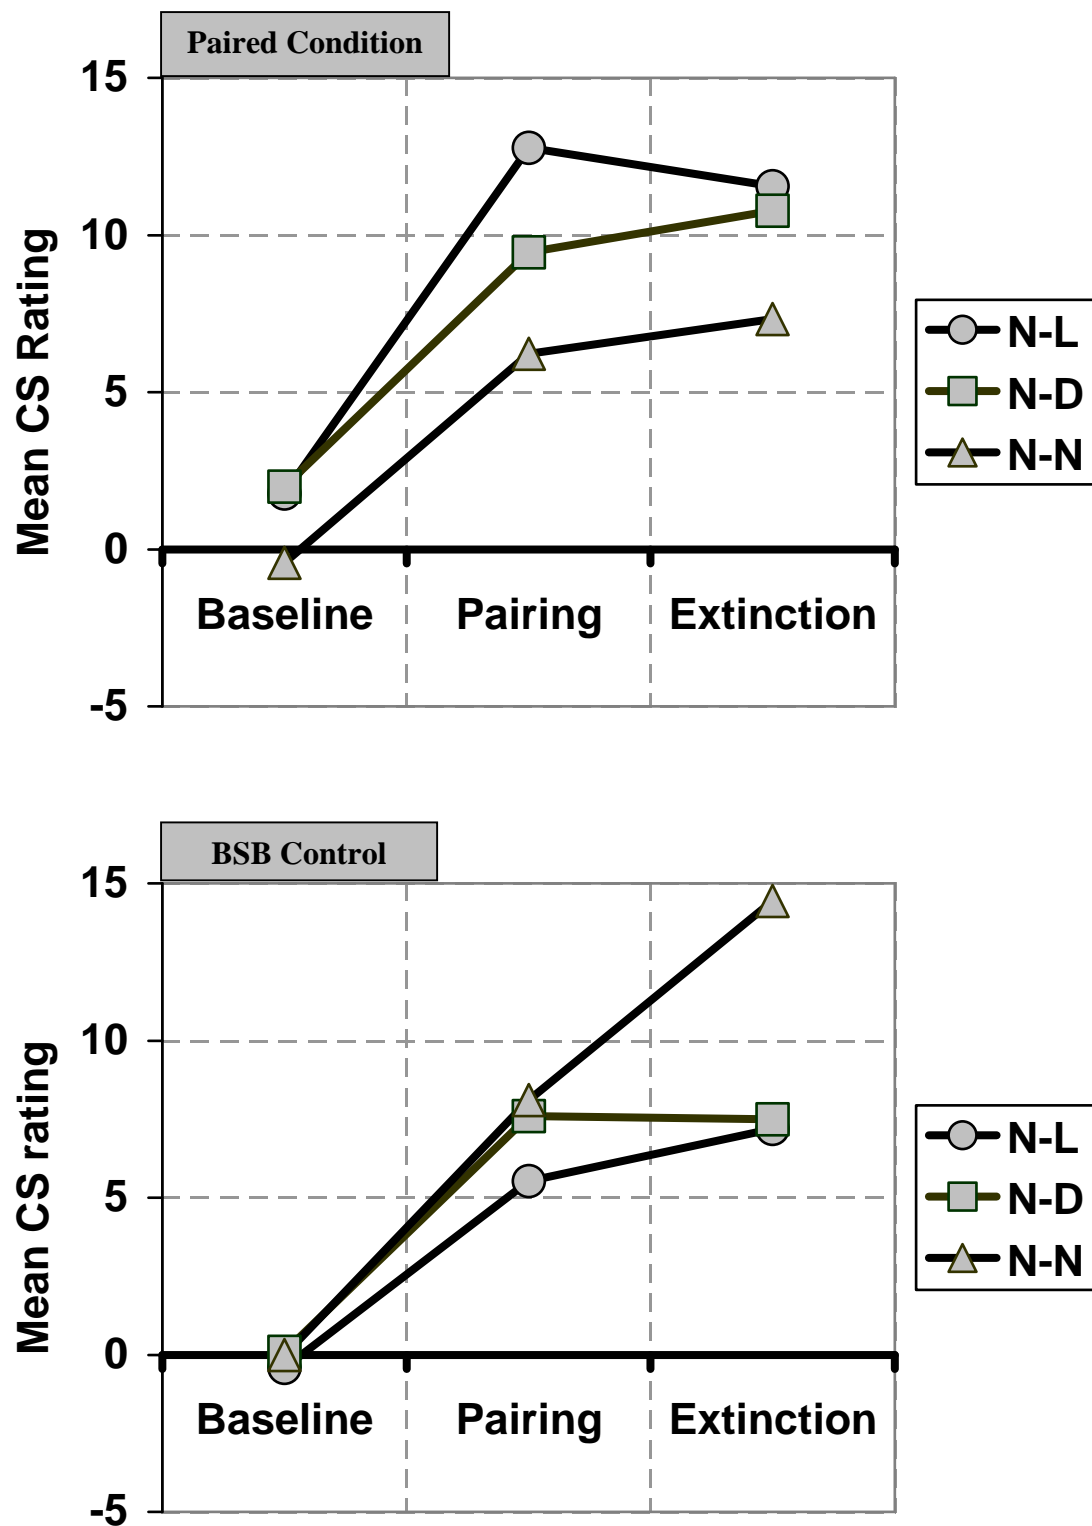 Paired Condition
15
10
5
0
-5
Mean CS Rating
Baseline Pairing Extinction
N-L
N-D
N-N
BSB Control
15
10
5
0
-5
Mean CS rating
Baseline Pairing Extinction
N-L
N-D
N-N